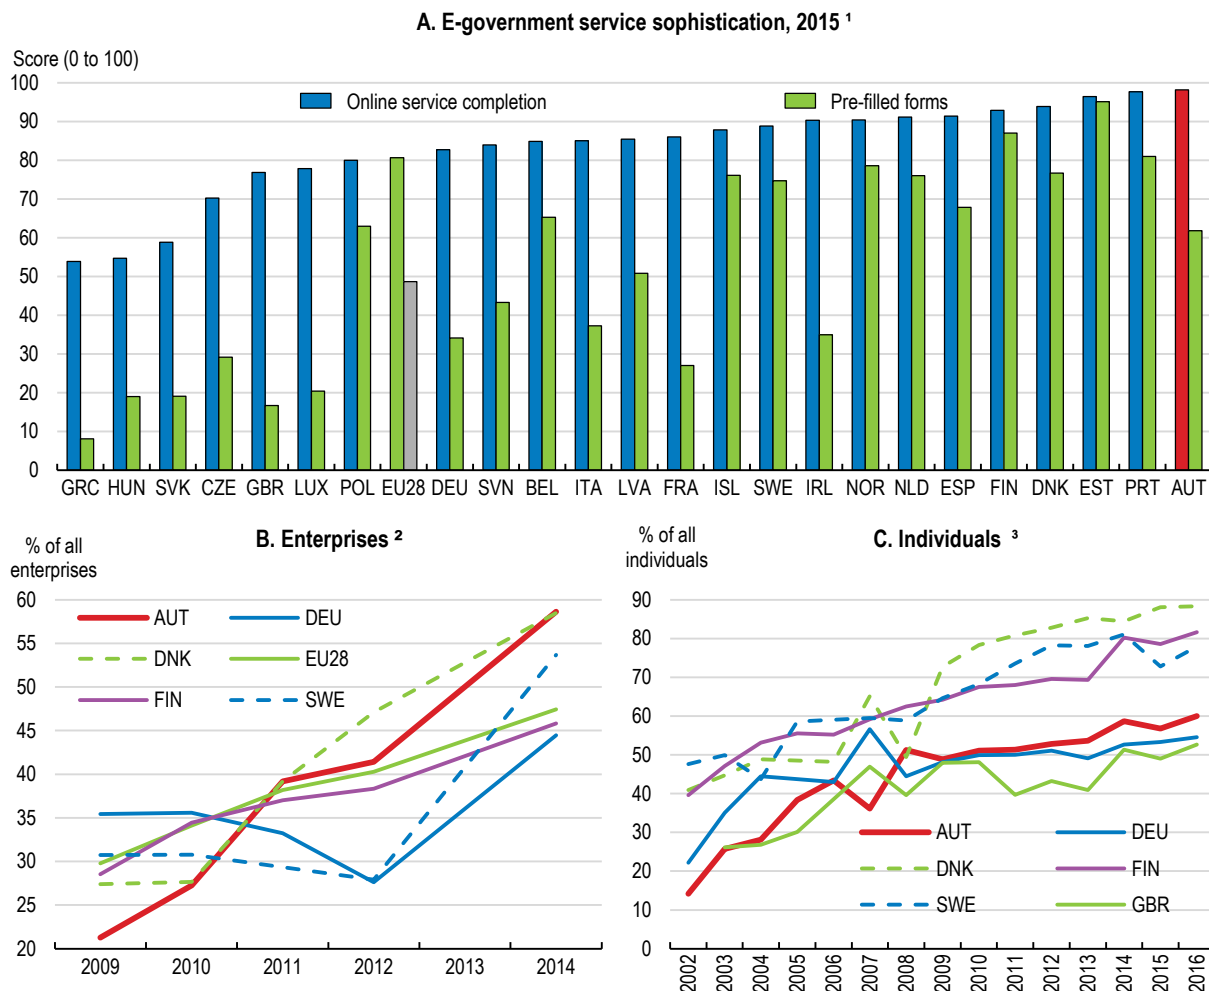 A. E-government service sophistication, 2015 ¹
Score (0 to 100)
Online service completion
Pre-filled forms
100
90
80
70
60
50
40
30
20
10
0
GRC HUN SVK CZE GBR LUX POL EU28 DEU SVN BEL ITA LVA FRA ISL SWE IRL NOR NLD ESP FIN DNK EST PRT AUT
B. Enterprises ²
% of all
enterprises
AUT DEU
DNK EU28
FIN SWE
60
55
50
45
40
35
30
25
20
2009 2010 2011 2012 2013 2014
C. Individuals ³
% of all
individuals
90
80
70
60
50
40
30
20
10
0
AUT DEU
DNK FIN
SWE GBR
2002 2003 2004 2005 2006 2007 2008 2009 2010 2011 2012 2013 2014 2015 2016